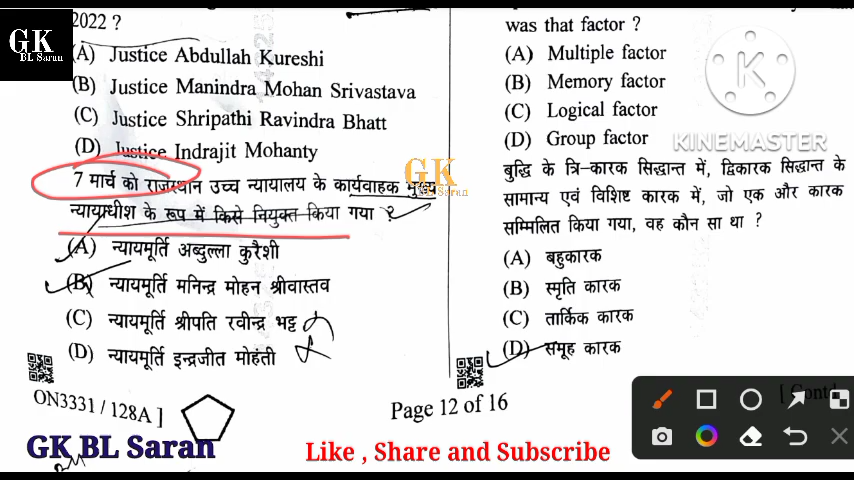 GK
BL Saran
2022 ?
(A) Justice Abdullah Kureshi
(B) Justice Manindra Mohan Srivastava
(C) Justice Shripathi Ravindra Bhatt
(D) Justice Indrajit Mohanty
7 मार्च को राजस्थान उच्च न्यायालय के कार्यवाहक मुख्य
न्यायाधीश के रूप में किसे नियुक्त किया गया ?
(A) न्यायमूर्ति अब्दुल्ला कुरैशी
(B) न्यायमूर्ति मनिन्द्र मोहन श्रीवास्तव
(C) न्यायमूर्ति श्रीपति रवीन्द्र भट्ट
(D) न्यायमूर्ति इन्द्रजीत मोहंती
ON3331 / 128A ]
GK
BL Saran
was that factor ?
(A) Multiple factor
(B) Memory factor
(C) Logical factor
(D) Group factor
बुद्धि के त्रि-कारक सिद्धान्त में, द्विकारक सिद्धान्त के
सामान्य एवं विशिष्ट कारक में, जो एक और कारक
सम्मिलित किया गया, वह कौन सा था ?
(A) बहुकारक
(B) स्मृति कारक
(C) तार्किक कारक
(D) समूह कारक
Page 12 of 16
[ Contd
K
KINEMASTER
GK BL Saran
Like , Share and Subscribe